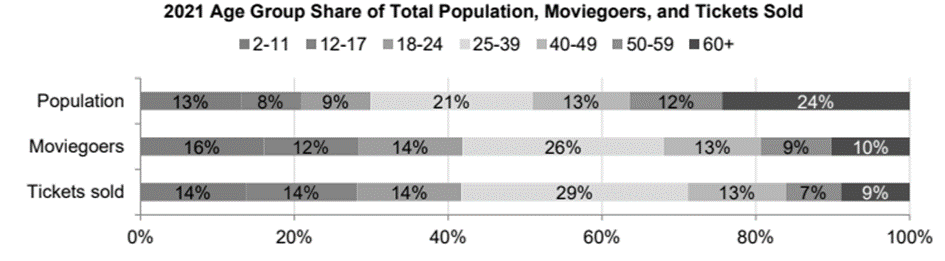 2021 Age Group Share of Total Population, Moviegoers, and Tickets Sold
2-11 12-17 18-24 25-39 40-49 50-59 60+
Population 13% 8% 9% 21% 13% 12% 24%
Moviegoers 16% 12% 14% 26% 13% 9% 10%
Tickets sold 14% 14% 14% 29% 13% 7% 9%
0% 20% 40% 60% 80% 100%